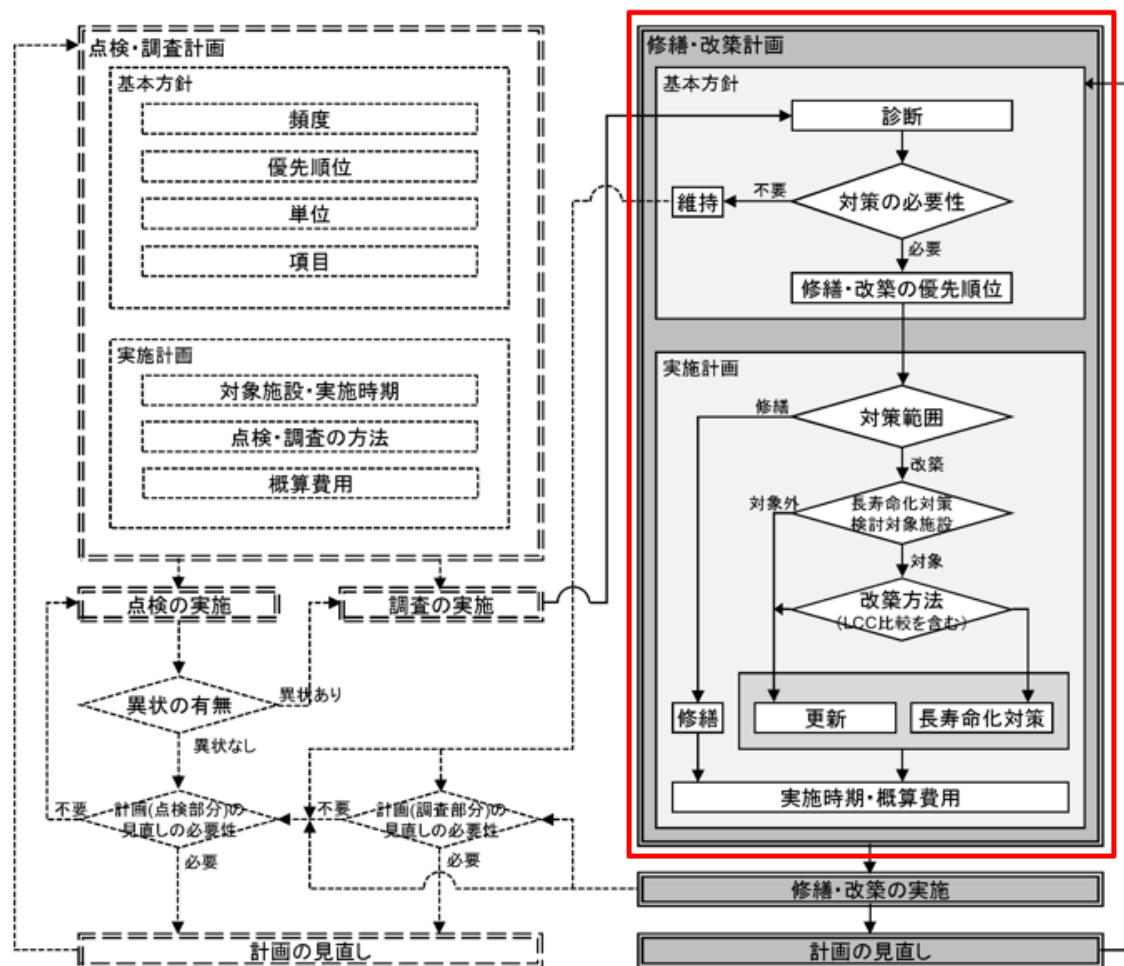 点検・調査計画
基本方針
頻度
優先順位
単位
項目
実施計画
対象施設・実施時期
点検・調査の方法
概算費用
点検の実施
調査の実施
異状の有無
異状あり
異状なし
計画(点検部分)の
見直しの必要性
不要
必要
計画(調査部分)の
見直しの必要性
不要
必要
計画の見直し
修繕・改築計画
基本方針
診断
対策の必要性
不要
維持
必要
修繕・改築の優先順位
実施計画
対策範囲
修繕
改築
長寿命化対策
検討対象施設
対象外
対象
改築方法
(LCC比較を含む)
修繕
更新
長寿命化対策
実施時期・概算費用
修繕・改築の実施
計画の見直し